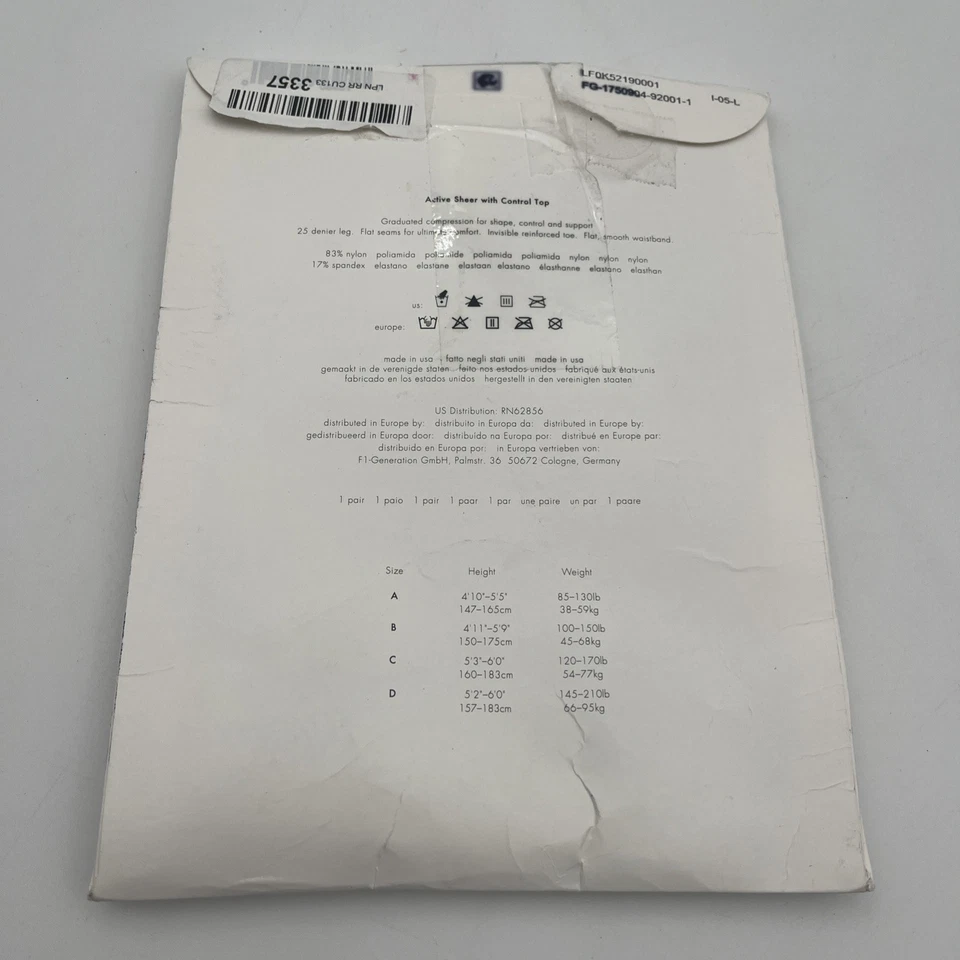 LPN RR CU133 3357
LF0K52190001
FG-1750904-92001-1 I-05-L
Active Sheer with Control Top
Graduated compression for shape, control and support
25 denier leg. Flat seams for ultimate comfort. Invisible reinforced toe. Flat, smooth waistband.
83% nylon poliamida poliamide poliamida poliamida nylon nylon nylon
17% spandex elastano elastane elastaan elastano élasthanne elastano elasthan
us:
europe:
made in usa fatto negli stati uniti made in usa
gemaakt in de verenigde staten feito nos estados unidos fabriqué aux états-unis
fabricado en los estados unidos hergestellt in den vereinigten staaten
US Distribution: RN62856
distributed in Europe by: distribuito in Europa da: distributed in Europe by:
gedistribueerd in Europa door: distribuído na Europa por: distribué en Europe par:
distribuido en Europa por: in Europa vertrieben von:
F1-Generation GmbH, Palmstr. 36 50672 Cologne, Germany
1 pair 1 paio 1 pair 1 paar 1 par une paire un par 1 paare
Size Height Weight
A 4'10"–5'5" 85–130lb
147–165cm 38–59kg
B 4'11"–5'9" 100–150lb
150–175cm 45–68kg
C 5'3"–6'0" 120–170lb
160–183cm 54–77kg
D 5'2"–6'0" 145–210lb
157–183cm 66–95kg